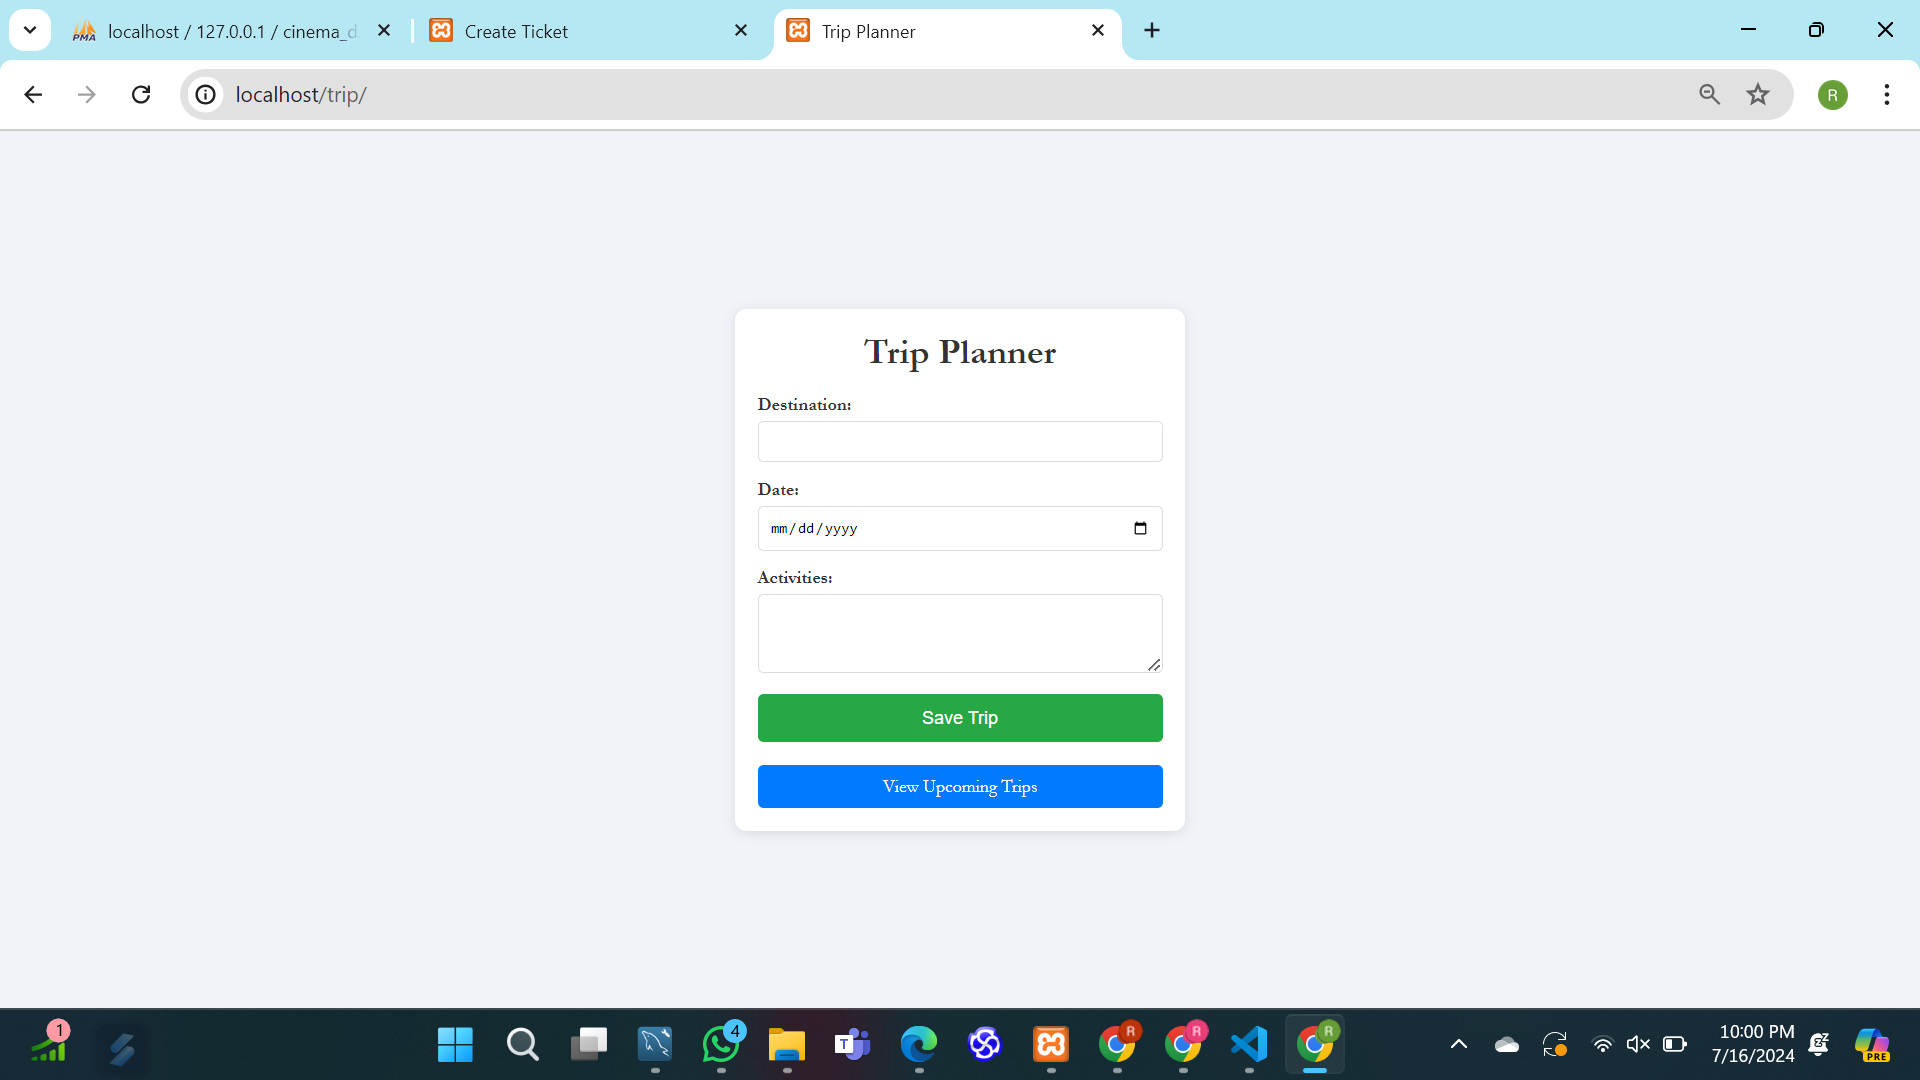 PMA
localhost / 127.0.0.1 / cinema_d
Create Ticket
Trip Planner
localhost/trip/
R
Trip Planner
Destination:
Date:
mm/dd/yyyy
Activities:
Save Trip
View Upcoming Trips
1
4
T
R
R
R
10:00 PM
7/16/2024
PRE